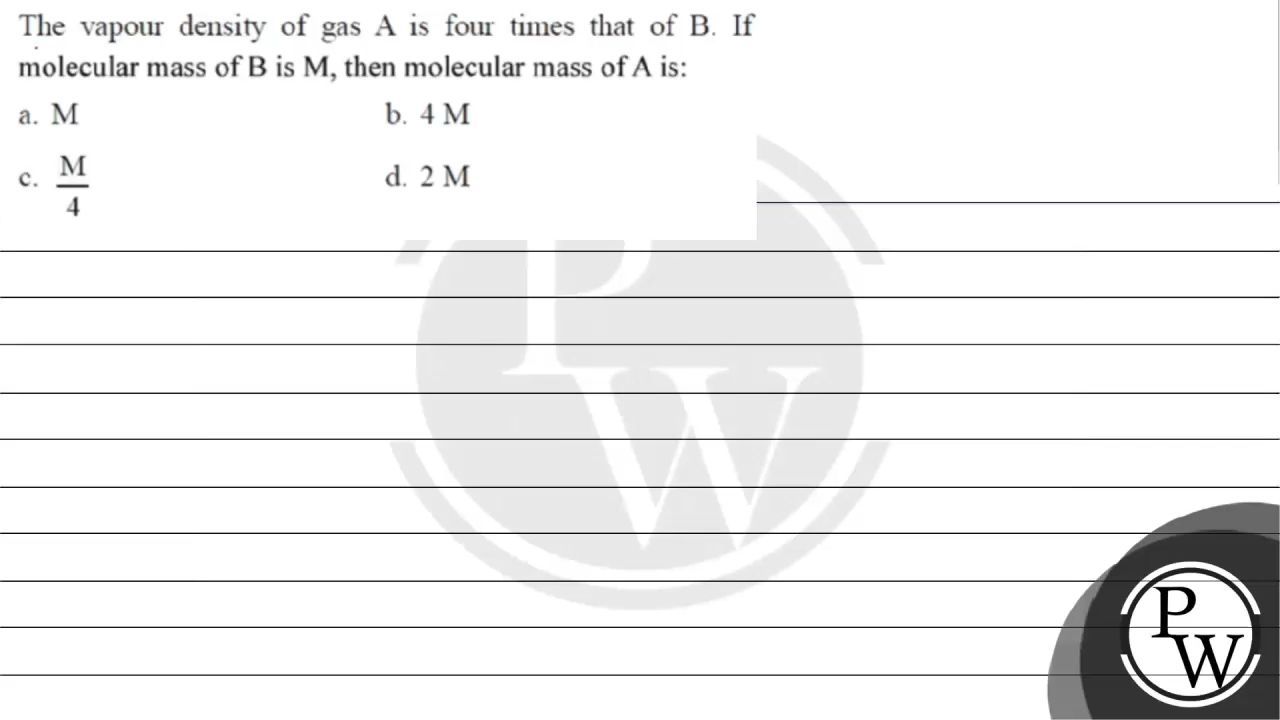 The vapour density of gas A is four times that of B. If
molecular mass of B is M, then molecular mass of A is:
a. M b. 4 M
c. M/4 d. 2 M
P
W
P
W